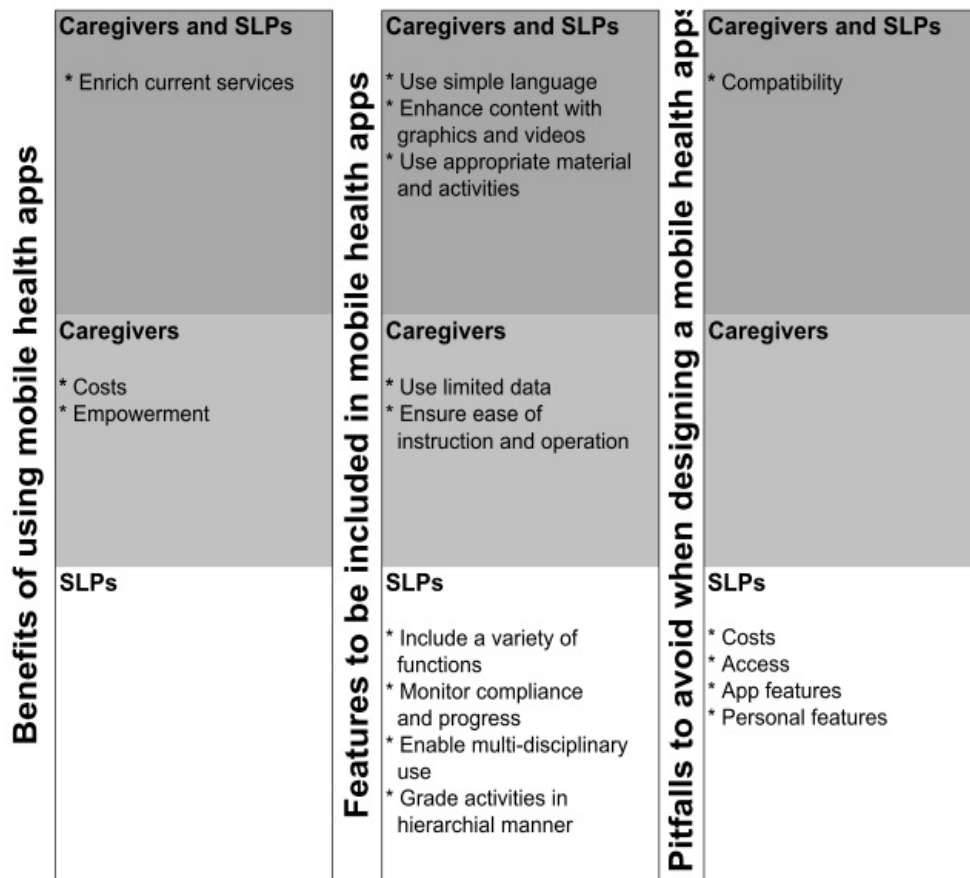 Benefits of using mobile health apps
Caregivers and SLPs
* Enrich current services
Caregivers
* Costs
* Empowerment
SLPs
Features to be included in mobile health apps
Caregivers and SLPs
* Use simple language
* Enhance content with
graphics and videos
* Use appropriate material
and activities
Caregivers
* Use limited data
* Ensure ease of
instruction and operation
SLPs
* Include a variety of
functions
* Monitor compliance
and progress
* Enable multi-disciplinary
use
* Grade activities in
hierarchial manner
Pitfalls to avoid when designing a mobile health apps
Caregivers and SLPs
* Compatibility
Caregivers
SLPs
* Costs
* Access
* App features
* Personal features